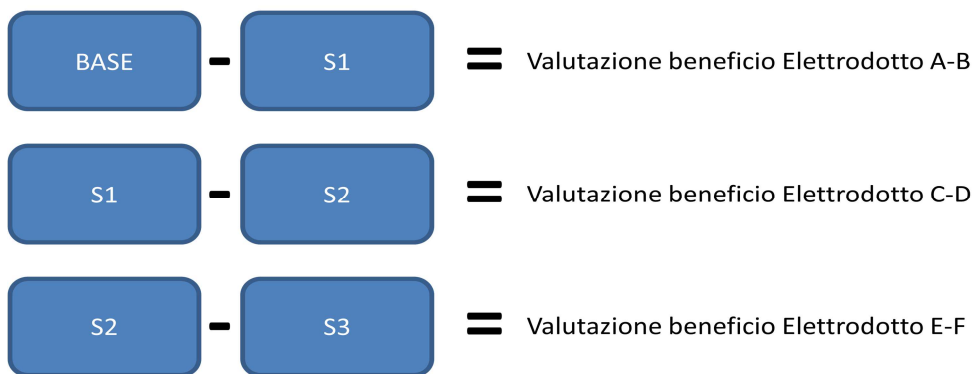 BASE - S1 = Valutazione beneficio Elettrodotto A-B
S1 - S2 = Valutazione beneficio Elettrodotto C-D
S2 - S3 = Valutazione beneficio Elettrodotto E-F